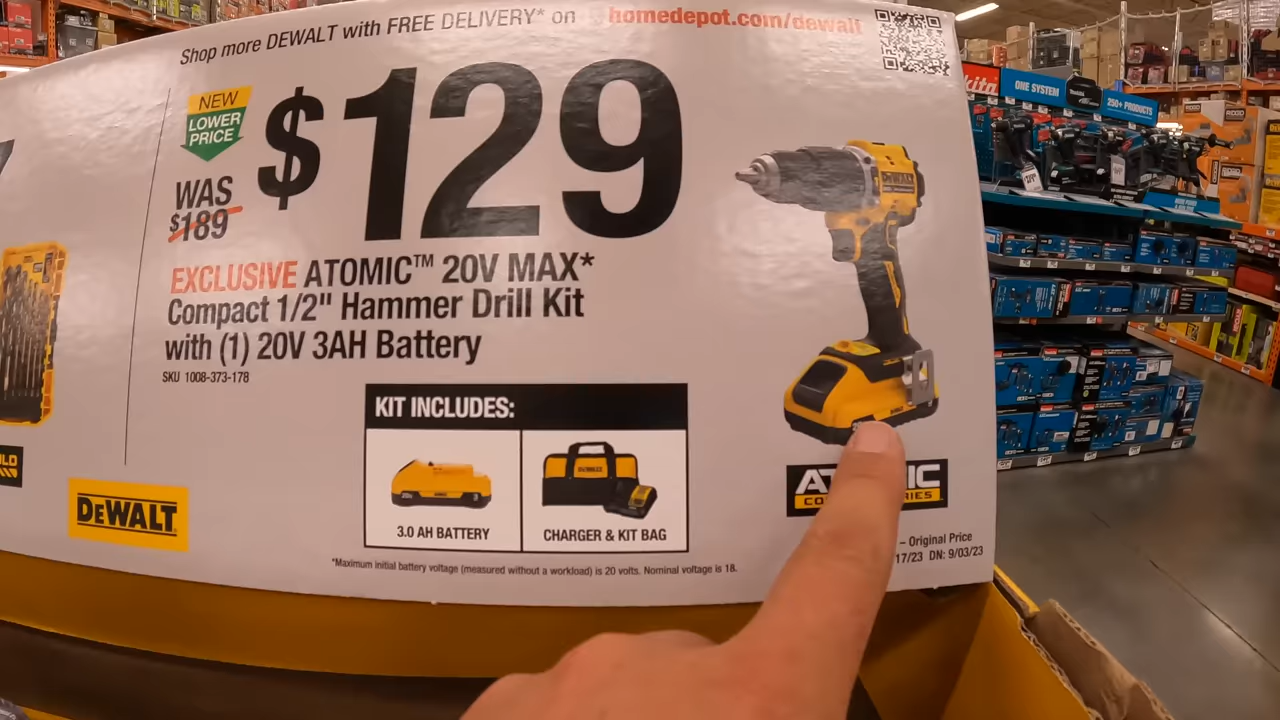 Shop more DEWALT with FREE DELIVERY* on homedepot.com/dewalt
NEW
LOWER
PRICE
$129
WAS
$189
EXCLUSIVE ATOMIC™ 20V MAX*
Compact 1/2" Hammer Drill Kit
with (1) 20V 3AH Battery
SKU 1008-373-178
KIT INCLUDES:
3.0 AH BATTERY
CHARGER & KIT BAG
DEWALT
– Original Price
17/23 DN: 9/03/23
*Maximum initial battery voltage (measured without a workload) is 20 volts. Nominal voltage is 18.
DEWALT
kita
ONE SYSTEM
250+ PRODUCTS
RIDGID